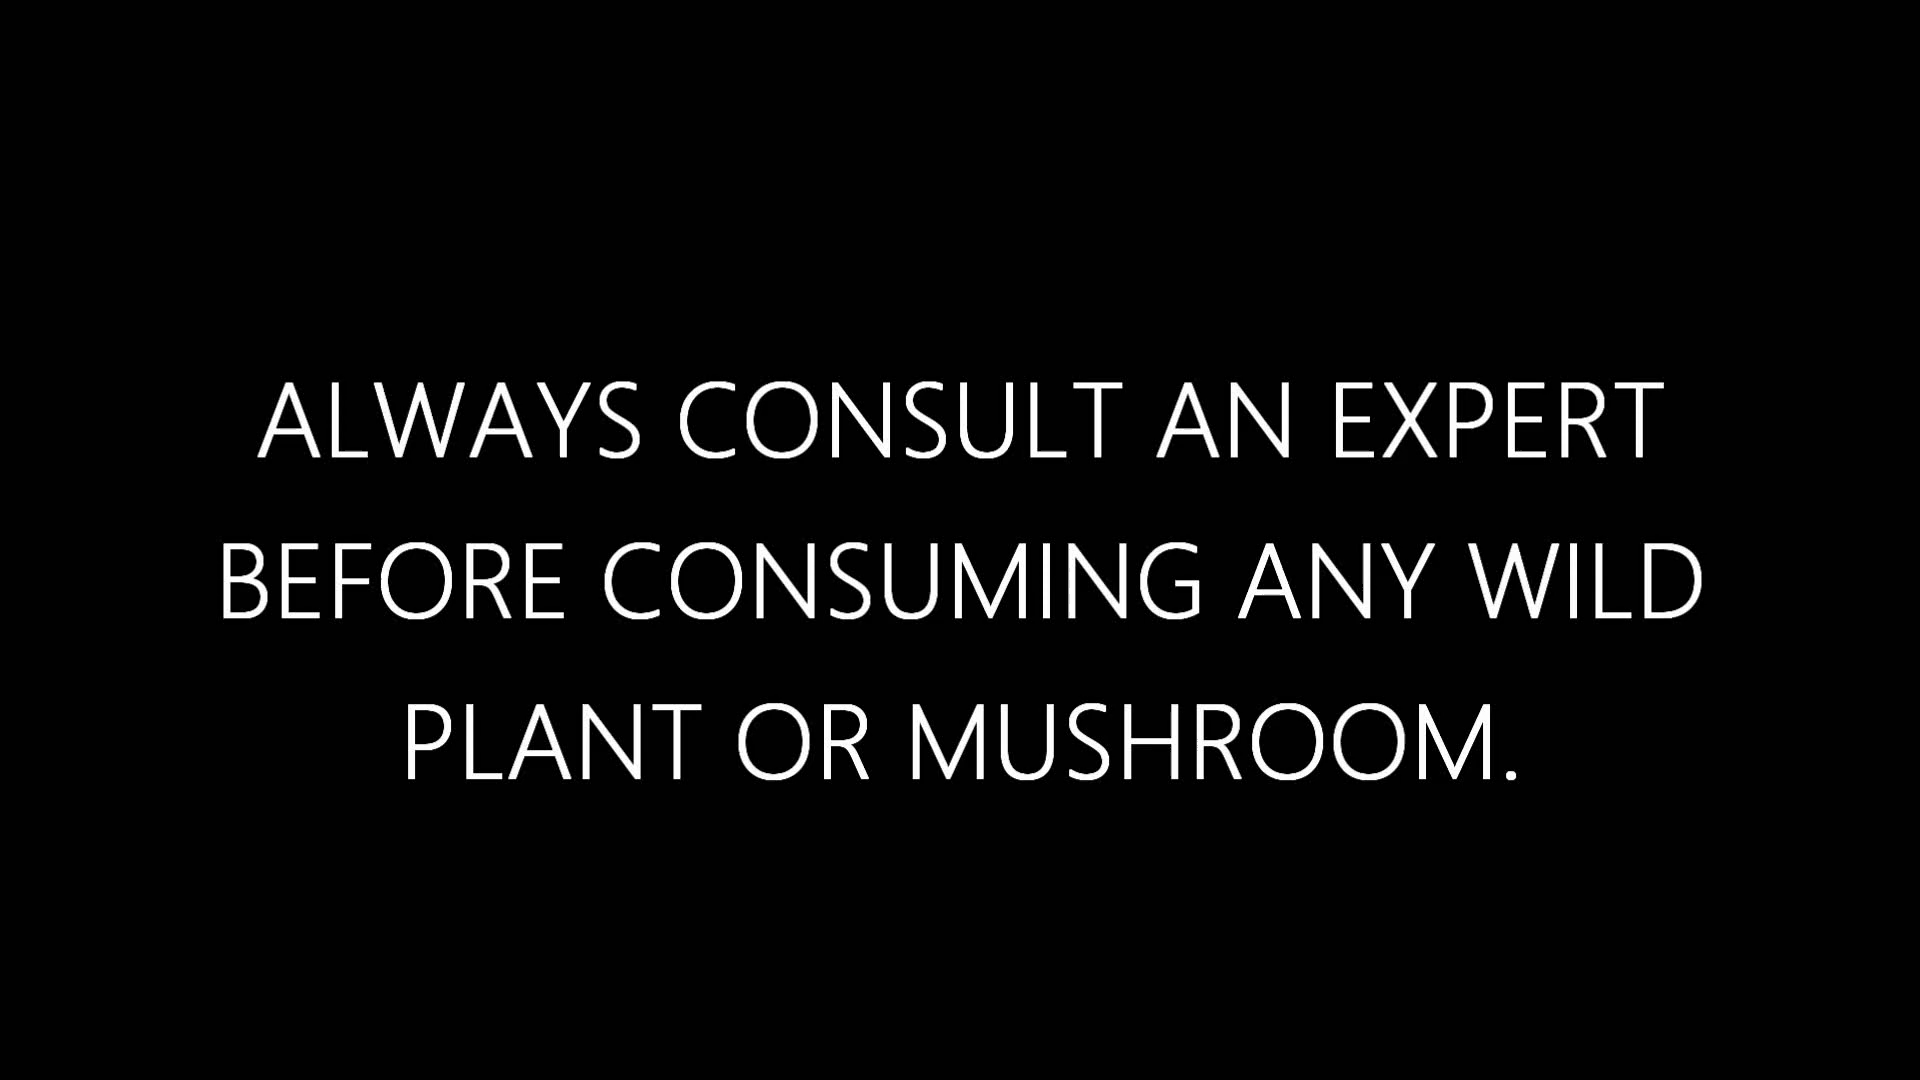 ALWAYS CONSULT AN EXPERT
BEFORE CONSUMING ANY WILD
PLANT OR MUSHROOM.